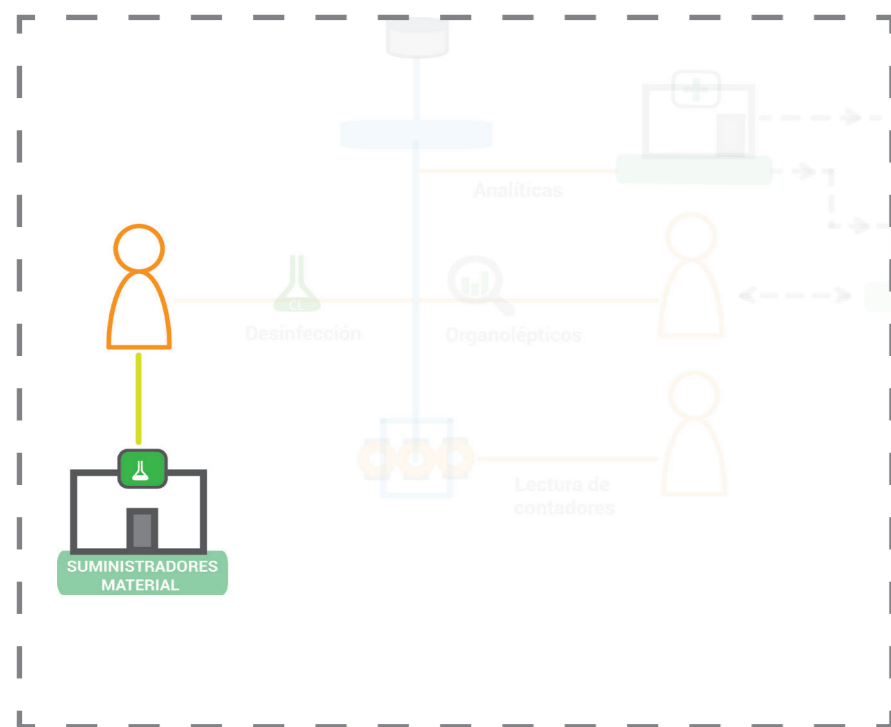 Analíticas
Desinfección
Organolépticos
Lectura de
contadores
SUMINISTRADORES
MATERIAL